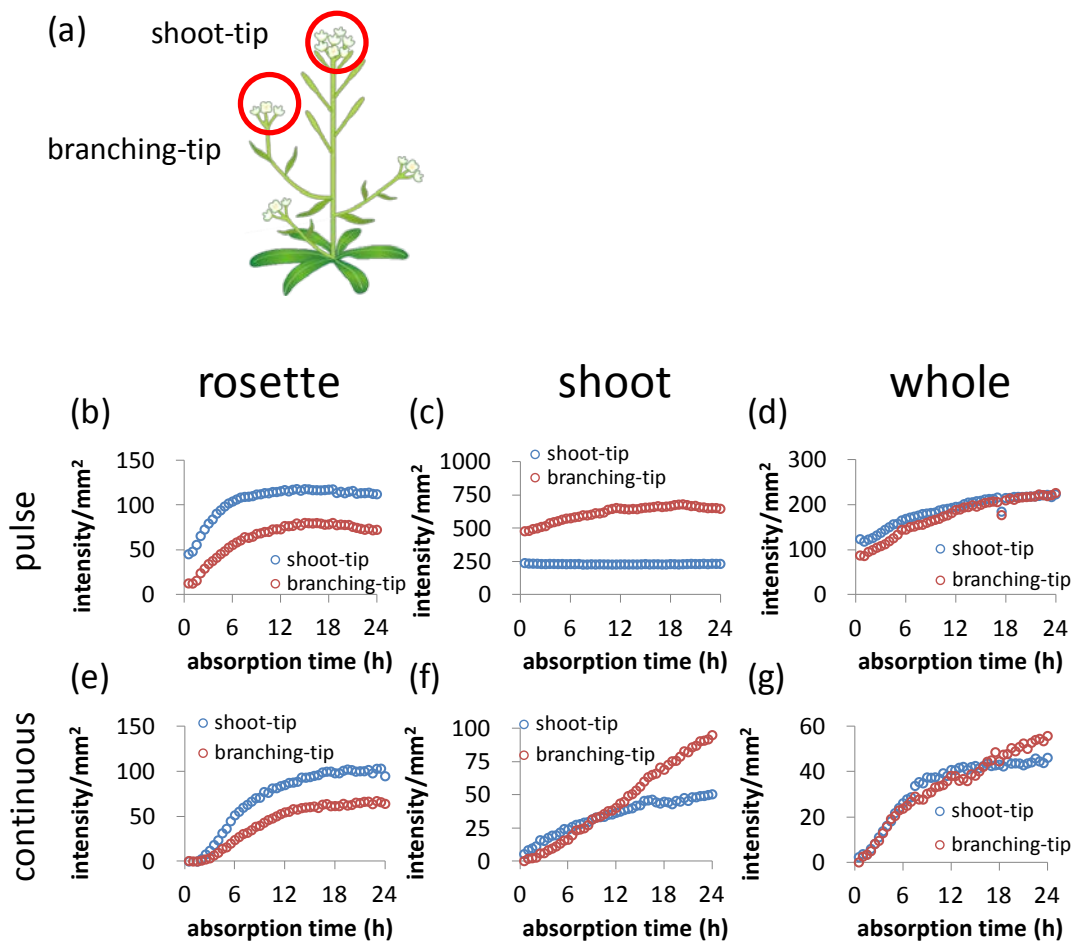 (a)
shoot-tip
branching-tip
rosette
shoot
whole
pulse
(b)
intensity/mm²
150
100
50
0
shoot-tip
branching-tip
0 6 12 18 24
absorption time (h)
(c)
intensity/mm²
1000
750
500
250
0
shoot-tip
branching-tip
0 6 12 18 24
absorption time (h)
(d)
intensity/mm²
300
200
100
0
shoot-tip
branching-tip
0 6 12 18 24
absorption time (h)
continuous
(e)
intensity/mm²
150
100
50
0
shoot-tip
branching-tip
0 6 12 18 24
absorption time (h)
(f)
intensity/mm²
100
75
50
25
0
shoot-tip
branching-tip
0 6 12 18 24
absorption time (h)
(g)
intensity/mm²
60
40
20
0
shoot-tip
branching-tip
0 6 12 18 24
absorption time (h)